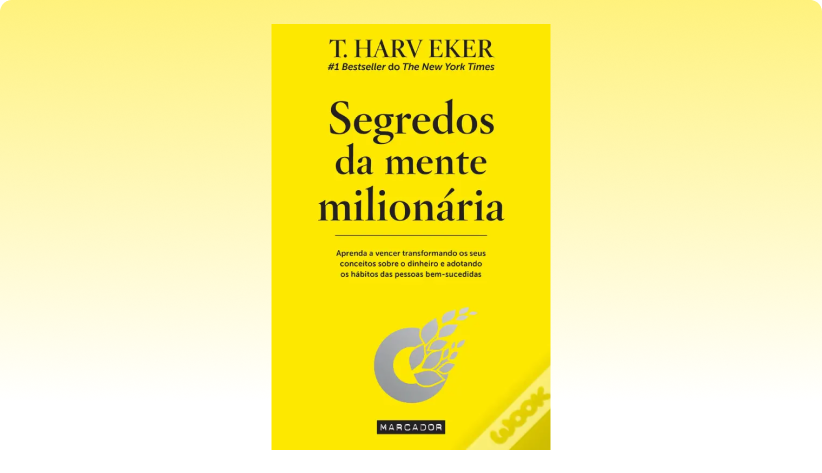 T. HARV EKER
#1 Bestseller do The New York Times
Segredos
da mente
milionária
Aprenda a vencer transformando os seus
conceitos sobre o dinheiro e adotando
os hábitos das pessoas bem-sucedidas
MARCADOR
WOOK